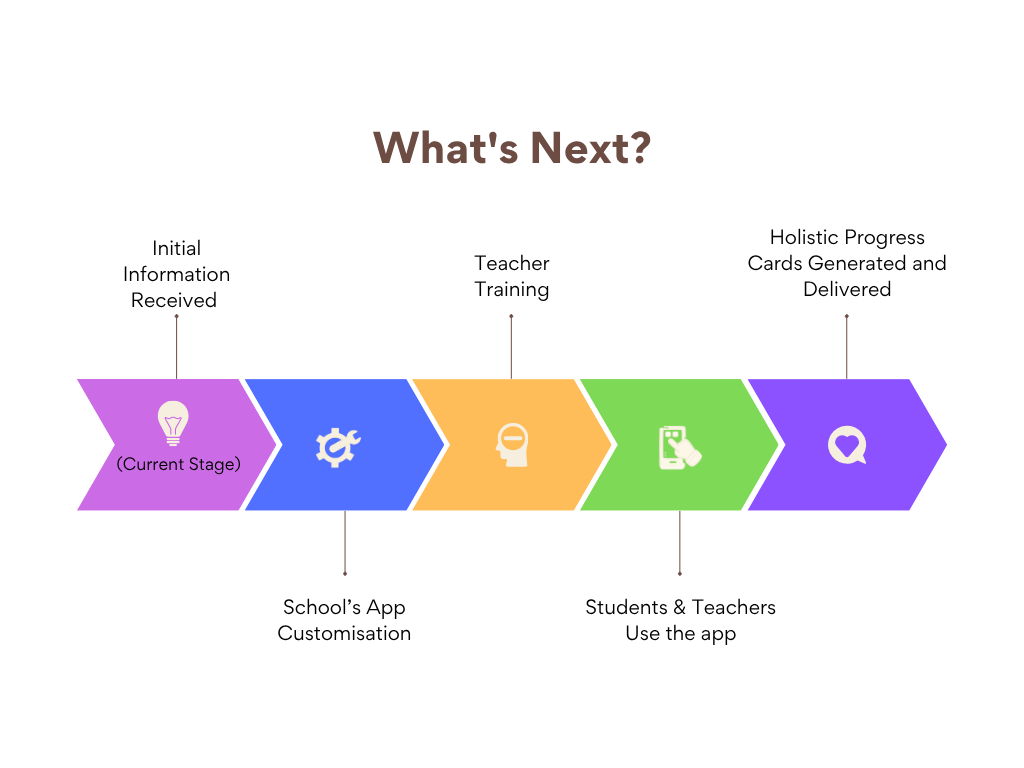 What's Next?
Initial
Information
Received
Teacher
Training
Holistic Progress
Cards Generated and
Delivered
(Current Stage)
School’s App
Customisation
Students & Teachers
Use the app